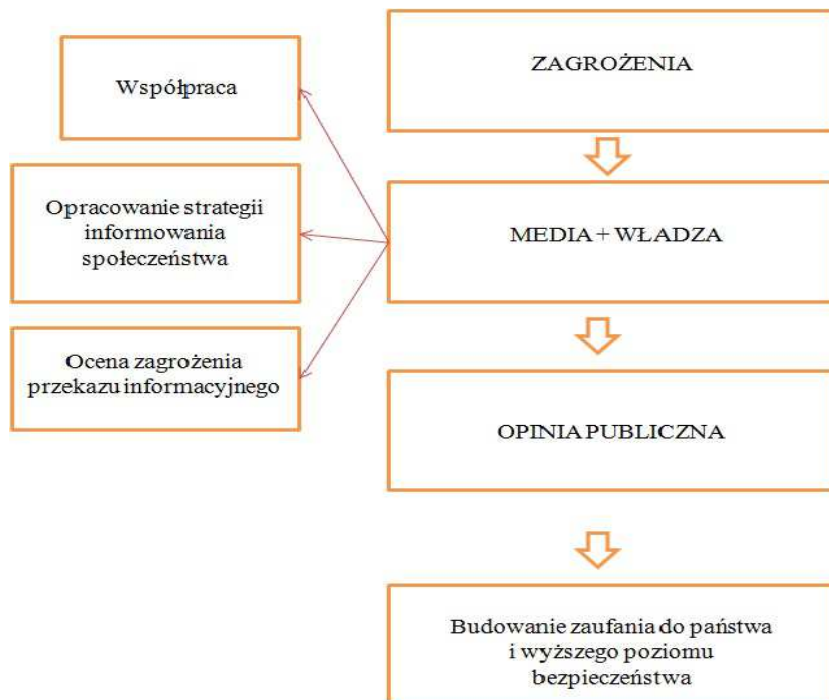 ZAGROŻENIA
Współpraca
Opracowanie strategii
informowania
społeczeństwa
MEDIA + WŁADZA
Ocena zagrożenia
przekazu informacyjnego
OPINIA PUBLICZNA
Budowanie zaufania do państwa
i wyższego poziomu
bezpieczeństwa